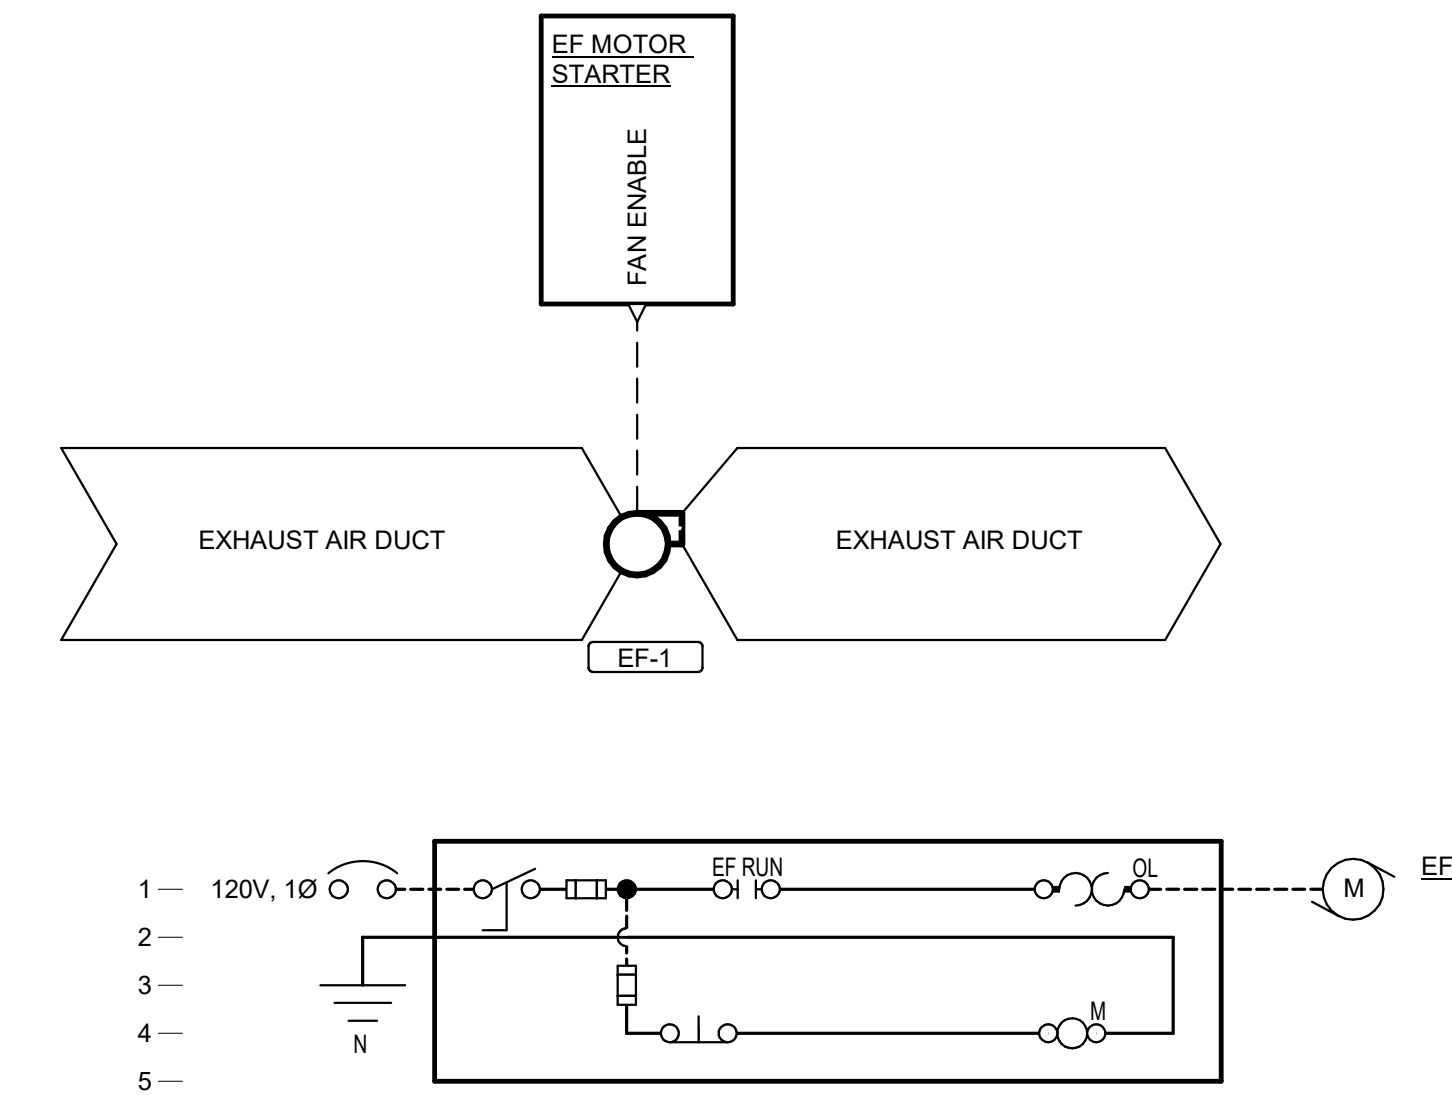 EF MOTOR
STARTER
FAN ENABLE
EXHAUST AIR DUCT
EXHAUST AIR DUCT
EF-1
EF RUN
OL
EF
1
120V, 1Ø
M
2
3
4
M
N
5